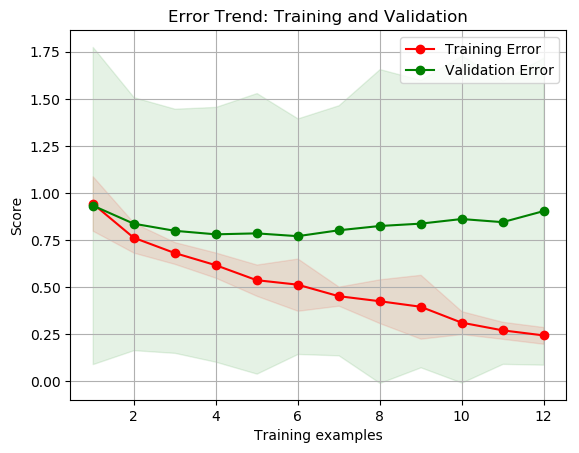 Error Trend: Training and Validation
Training Error
Validation Error
Score
1.75
1.50
1.25
1.00
0.75
0.50
0.25
0.00
2 4 6 8 10 12
Training examples